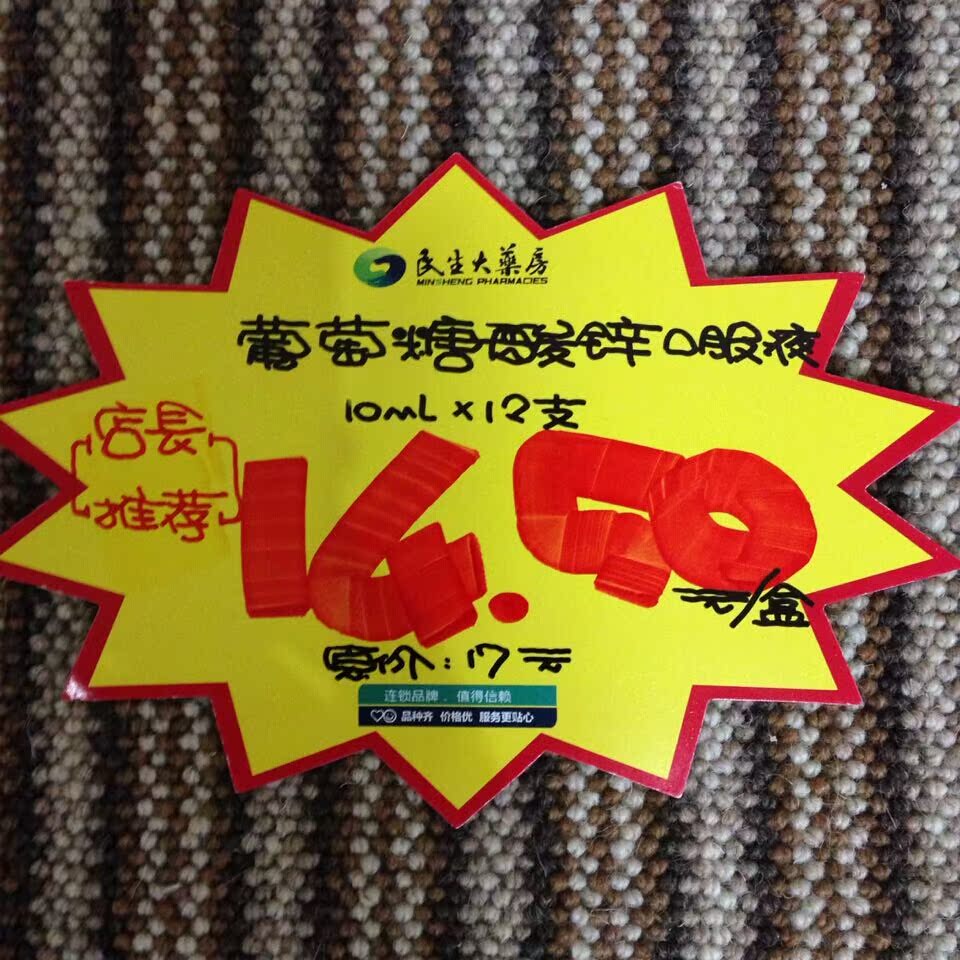 民生大藥房
MINSHENG PHARMACIES
葡萄糖酸锌口服液
10mL×12支
店長
推荐
16.50
元/盒
原价:17元
连锁品牌．值得信赖
品种齐 价格优 服务更贴心